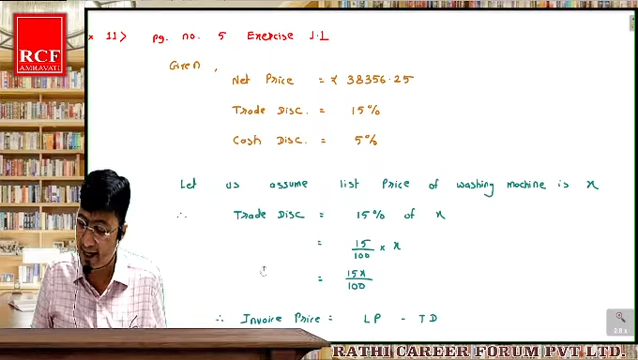 RCF
AMRAVATI
x 11) pg. no. 5 Exercise 1.1
Given,
Net Price = ₹ 38356.25
Trade Disc. = 15%
Cash Disc. = 5%
Let us assume list Price of washing machine is x
∴ Trade Disc = 15% of x
= 15/100 × x
= 15x/100
∴ Invoice Price = LP - TD
2.0 x
RATHI CAREER FORUM PVT LTD.